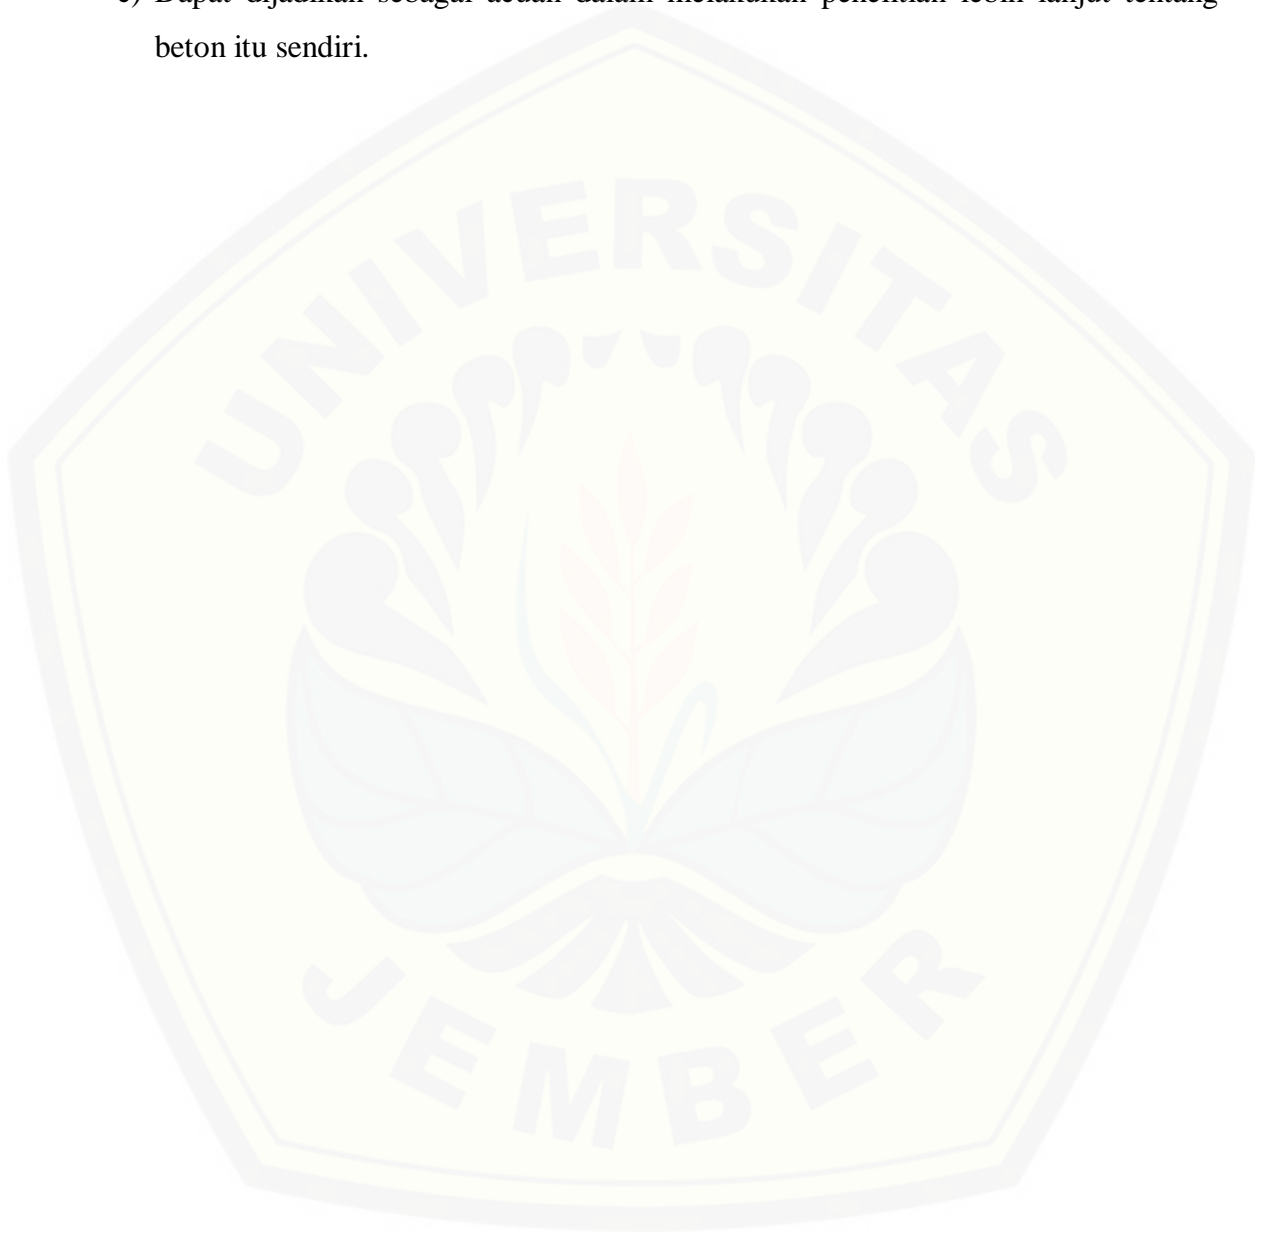 Dapat dijadikan sebagai acuan dalam melakukan penelitian lebih lanjut tentang
beton itu sendiri.
UNIVERSITAS
JEMBER